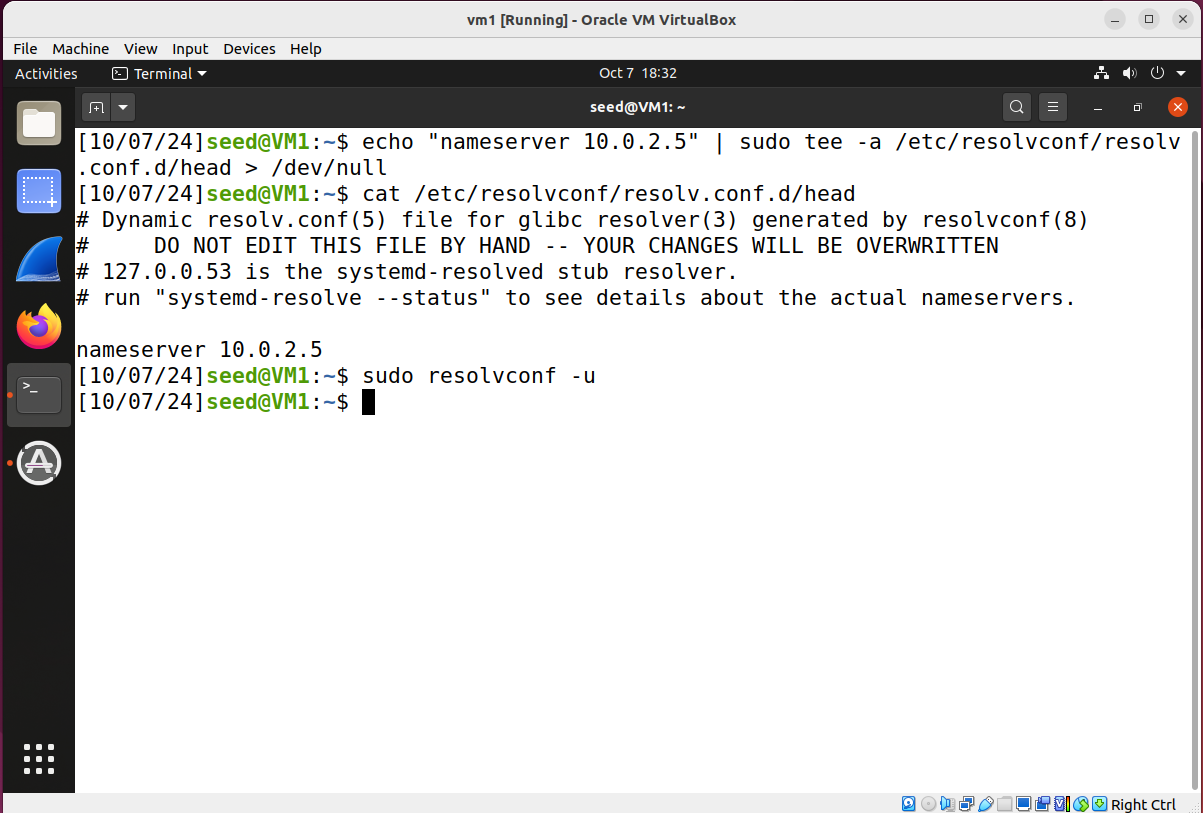 vm1 [Running] - Oracle VM VirtualBox
File Machine View Input Devices Help
Activities Terminal Oct 7 18:32
seed@VM1: ~
[10/07/24]seed@VM1:~$ echo "nameserver 10.0.2.5" | sudo tee -a /etc/resolvconf/resolv
.conf.d/head > /dev/null
[10/07/24]seed@VM1:~$ cat /etc/resolvconf/resolv.conf.d/head
# Dynamic resolv.conf(5) file for glibc resolver(3) generated by resolvconf(8)
#     DO NOT EDIT THIS FILE BY HAND -- YOUR CHANGES WILL BE OVERWRITTEN
# 127.0.0.53 is the systemd-resolved stub resolver.
# run "systemd-resolve --status" to see details about the actual nameservers.
nameserver 10.0.2.5
[10/07/24]seed@VM1:~$ sudo resolvconf -u
[10/07/24]seed@VM1:~$
Right Ctrl